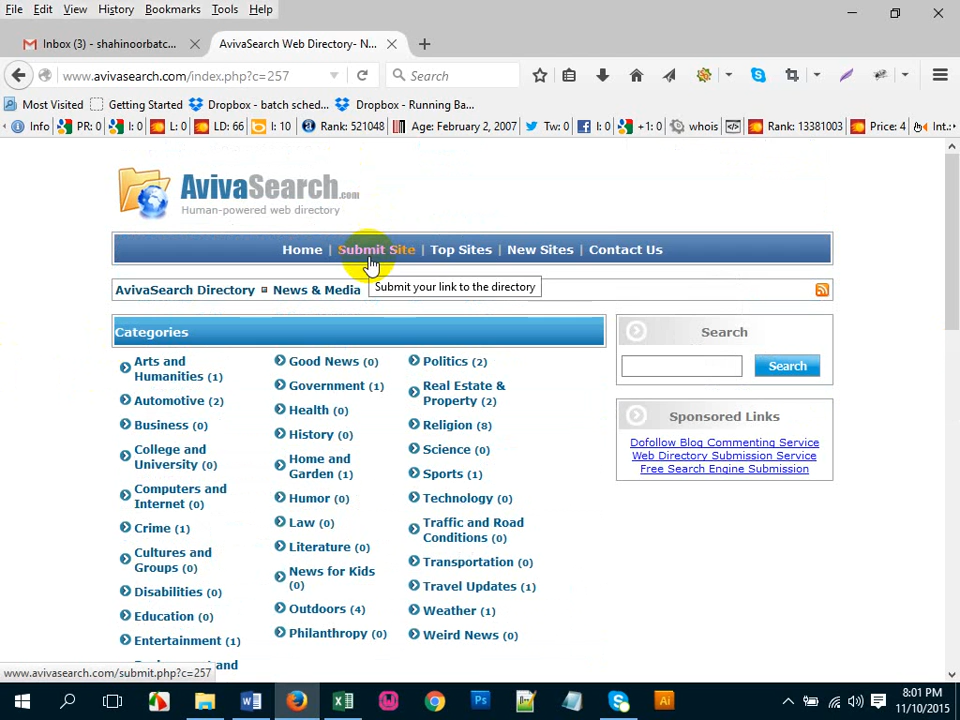 File Edit View History Bookmarks Tools Help
Inbox (3) - shahinoorbatc...
AvivaSearch Web Directory- N...
www.avivasearch.com/index.php?c=257
Search
Most Visited Getting Started Dropbox - batch sched... Dropbox - Running Ba...
Info PR: 0 I: 0 L: 0 LD: 66 I: 10 Rank: 521048 Age: February 2, 2007 Tw: 0 I: 0 +1: 0 whois Rank: 13381003 Price: 4 Int.:
AvivaSearch.com
Human-powered web directory
Home | Submit Site | Top Sites | New Sites | Contact Us
Submit your link to the directory
AvivaSearch Directory News & Media
Categories
Arts and
Humanities (1)
Automotive (2)
Business (0)
College and
University (0)
Computers and
Internet (0)
Crime (1)
Cultures and
Groups (0)
Disabilities (0)
Education (0)
Entertainment (1)
Good News (0)
Government (1)
Health (0)
History (0)
Home and
Garden (1)
Humor (0)
Law (0)
Literature (0)
News for Kids
(0)
Outdoors (4)
Philanthropy (0)
Politics (2)
Real Estate &
Property (2)
Religion (8)
Science (0)
Sports (1)
Technology (0)
Traffic and Road
Conditions (0)
Transportation (0)
Travel Updates (1)
Weather (1)
Weird News (0)
Search
Search
Sponsored Links
Dofollow Blog Commenting Service
Web Directory Submission Service
Free Search Engine Submission
www.avivasearch.com/submit.php?c=257
8:01 PM
11/10/2015